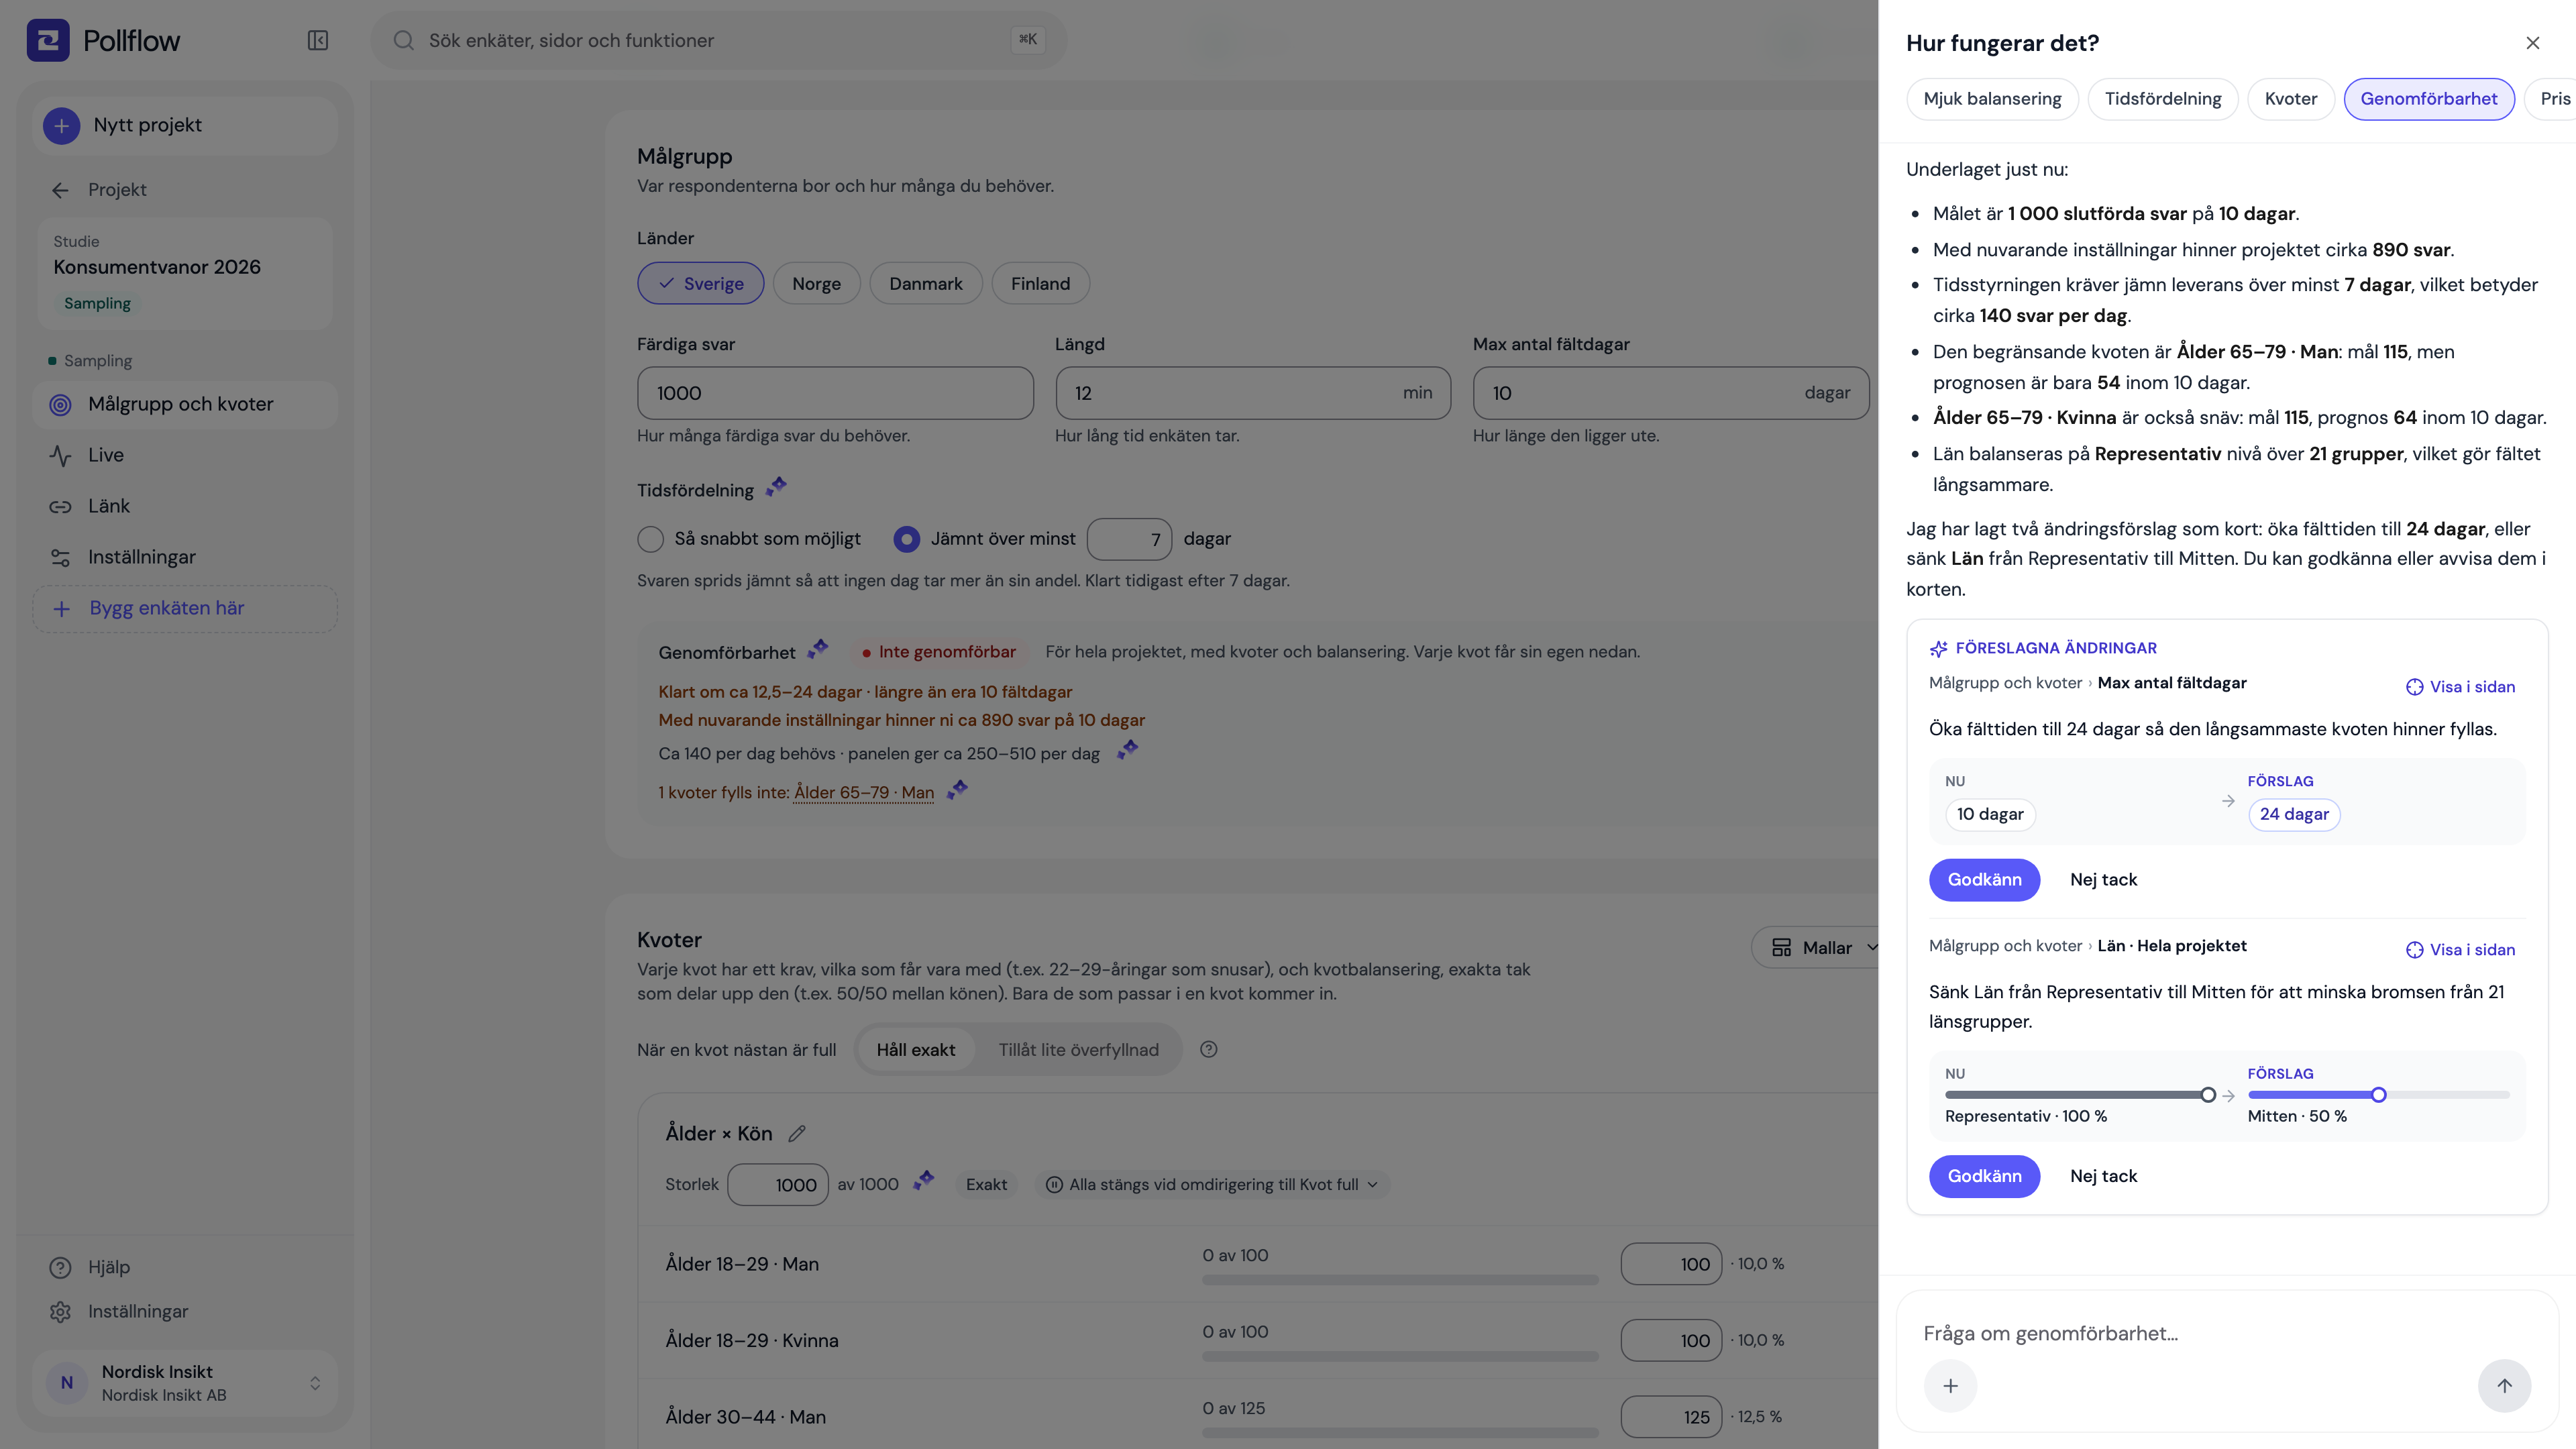 Pollflow
Sök enkäter, sidor och funktioner
⌘K
Nytt projekt
Projekt
Studie
Konsumentvanor 2026
Sampling
Sampling
Målgrupp och kvoter
Live
Länk
Inställningar
Bygg enkäten här
Hjälp
Inställningar
N
Nordisk Insikt
Nordisk Insikt AB
Målgrupp
Var respondenterna bor och hur många du behöver.
Länder
Sverige
Norge
Danmark
Finland
Färdiga svar
Längd
Max antal fältdagar
1000
12 min
10 dagar
Hur många färdiga svar du behöver.
Hur lång tid enkäten tar.
Hur länge den ligger ute.
Tidsfördelning
Så snabbt som möjligt
Jämnt över minst 7 dagar
Svaren sprids jämnt så att ingen dag tar mer än sin andel. Klart tidigast efter 7 dagar.
Genomförbarhet
Inte genomförbar
För hela projektet, med kvoter och balansering. Varje kvot får sin egen nedan.
Klart om ca 12,5–24 dagar · längre än era 10 fältdagar
Med nuvarande inställningar hinner ni ca 890 svar på 10 dagar
Ca 140 per dag behövs · panelen ger ca 250–510 per dag
1 kvoter fylls inte: Ålder 65–79 · Man
Kvoter
Mallar
Varje kvot har ett krav, vilka som får vara med (t.ex. 22–29-åringar som snusar), och kvotbalansering, exakta tak
som delar upp den (t.ex. 50/50 mellan könen). Bara de som passar i en kvot kommer in.
När en kvot nästan är full
Håll exakt
Tillåt lite överfyllnad
Ålder × Kön
Storlek 1000 av 1000
Exakt
Alla stängs vid omdirigering till Kvot full
Ålder 18–29 · Man
0 av 100
100 · 10,0 %
Ålder 18–29 · Kvinna
0 av 100
100 · 10,0 %
Ålder 30–44 · Man
0 av 125
125 · 12,5 %
Hur fungerar det?
Mjuk balansering
Tidsfördelning
Kvoter
Genomförbarhet
Pris
Underlaget just nu:
• Målet är 1 000 slutförda svar på 10 dagar.
• Med nuvarande inställningar hinner projektet cirka 890 svar.
• Tidsstyrningen kräver jämn leverans över minst 7 dagar, vilket betyder
cirka 140 svar per dag.
• Den begränsande kvoten är Ålder 65–79 · Man: mål 115, men
prognosen är bara 54 inom 10 dagar.
• Ålder 65–79 · Kvinna är också snäv: mål 115, prognos 64 inom 10 dagar.
• Län balanseras på Representativ nivå över 21 grupper, vilket gör fältet
långsammare.
Jag har lagt två ändringsförslag som kort: öka fälttiden till 24 dagar, eller
sänk Län från Representativ till Mitten. Du kan godkänna eller avvisa dem i
korten.
FÖRESLAGNA ÄNDRINGAR
Målgrupp och kvoter › Max antal fältdagar
Visa i sidan
Öka fälttiden till 24 dagar så den långsammaste kvoten hinner fyllas.
NU
FÖRSLAG
10 dagar
→
24 dagar
Godkänn
Nej tack
Målgrupp och kvoter › Län · Hela projektet
Visa i sidan
Sänk Län från Representativ till Mitten för att minska bromsen från 21
länsgrupper.
NU
FÖRSLAG
→
Representativ · 100 %
Mitten · 50 %
Godkänn
Nej tack
Fråga om genomförbarhet...